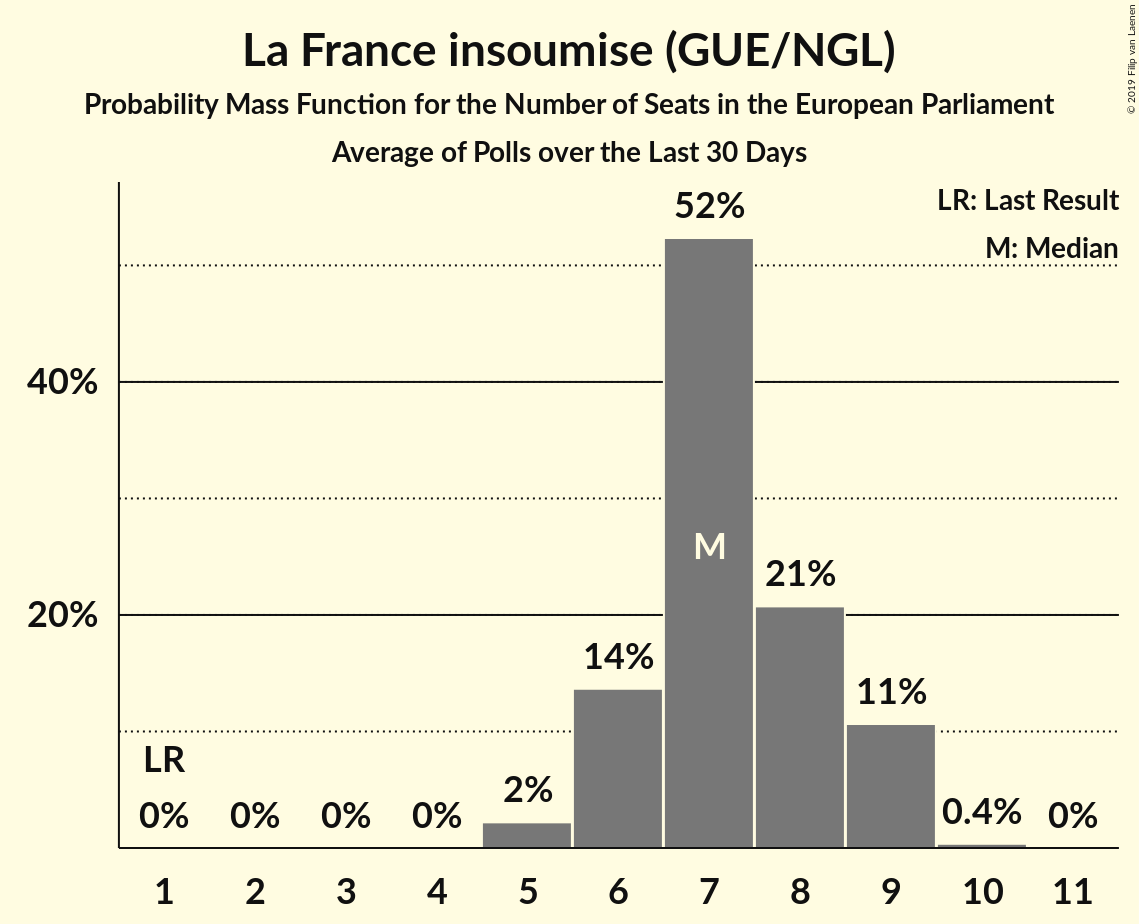 La France insoumise (GUE/NGL)
Probability Mass Function for the Number of Seats in the European Parliament
Average of Polls over the Last 30 Days
© 2019 Filip van Laenen
LR: Last Result
M: Median
52%
40%
M
21%
20%
14%
11%
LR
2%
0% 0% 0% 0% 0.4% 0%
1 2 3 4 5 6 7 8 9 10 11